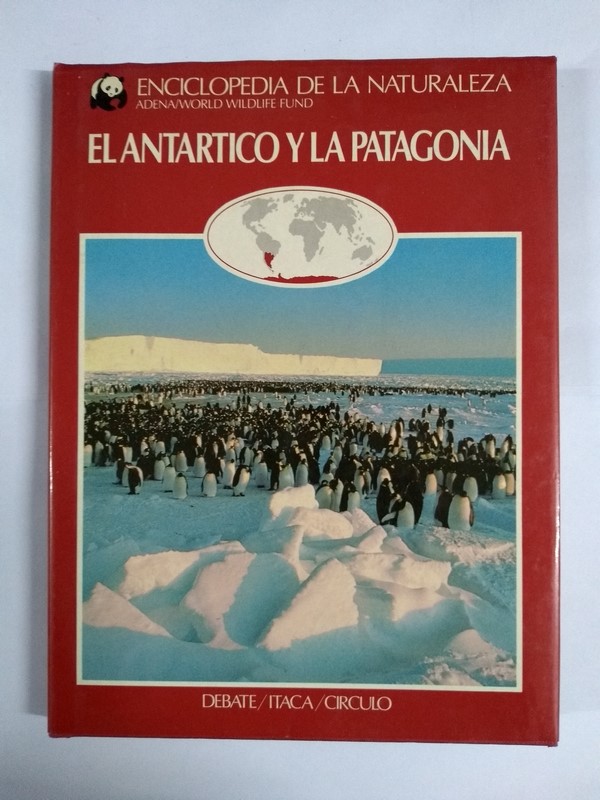 ENCICLOPEDIA DE LA NATURALEZA
ADENA/WORLD WILDLIFE FUND
EL ANTARTICO Y LA PATAGONIA
DEBATE/ITACA/CIRCULO